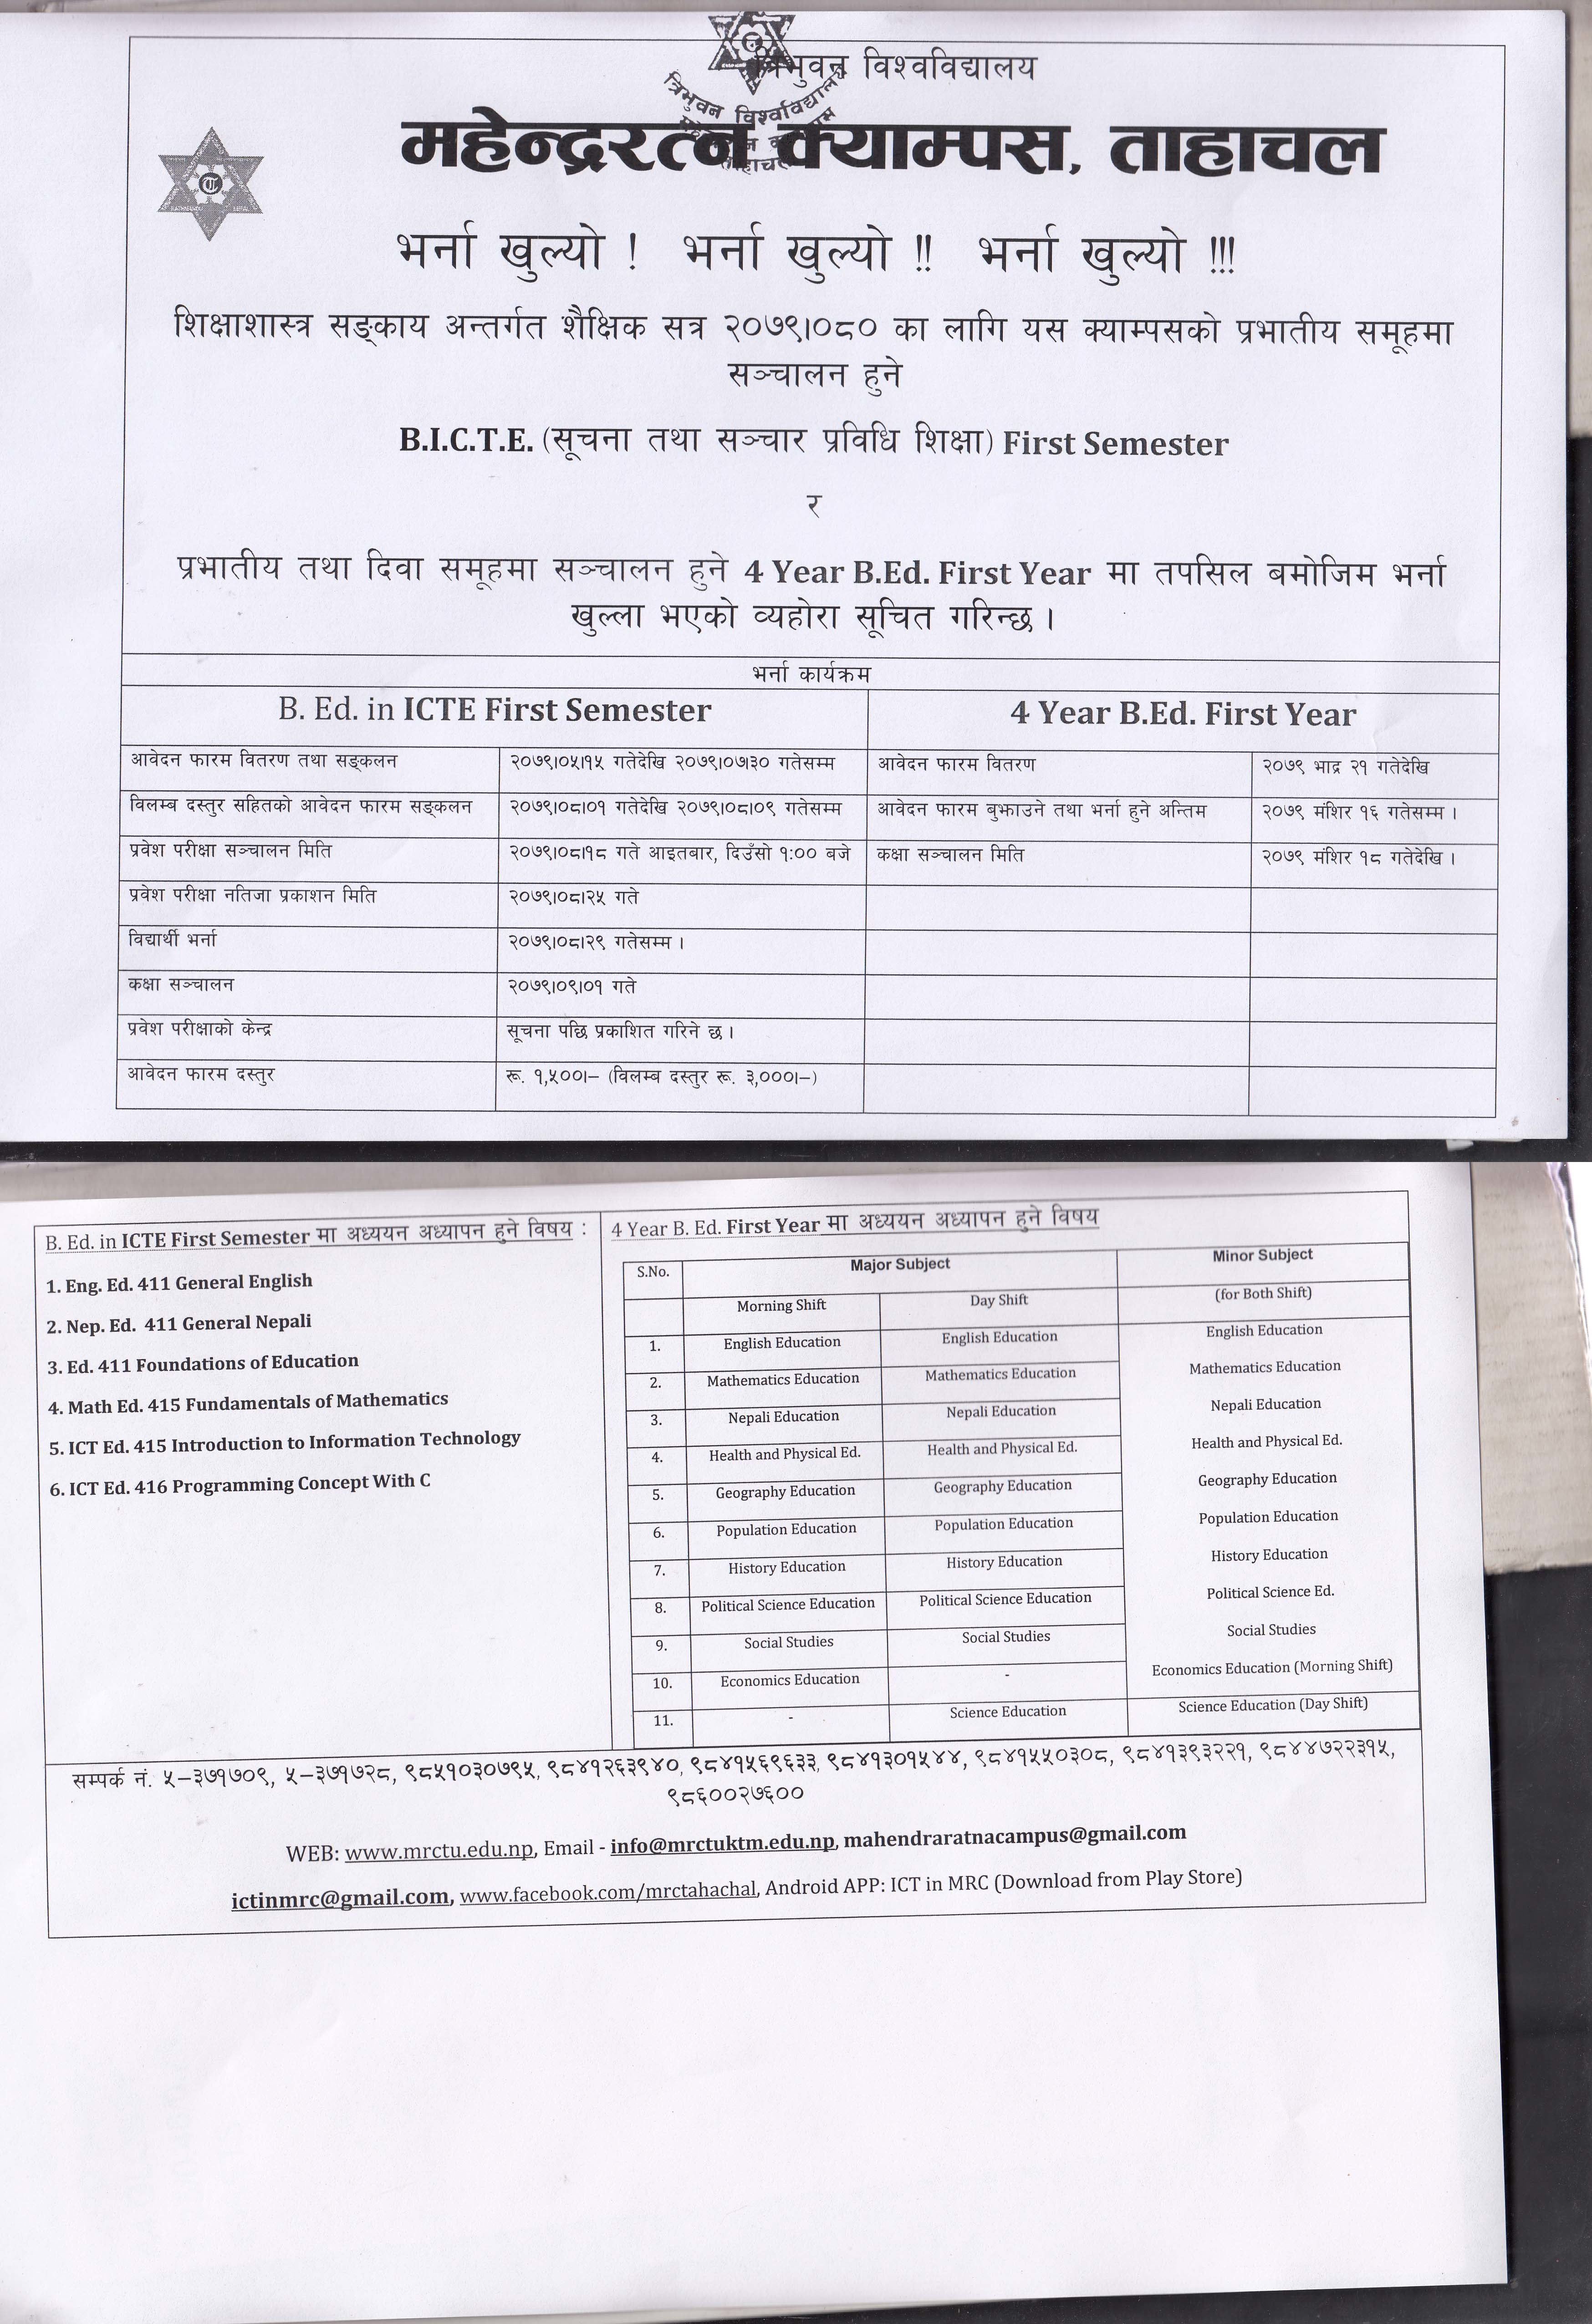 त्रिभुवन विश्वविद्यालय
त्रिभुवन विश्वविद्यालय
महेन्द्ररत्न क्याम्पस, ताहाचल
ताहाचल
भर्ना खुल्यो ! भर्ना खुल्यो !! भर्ना खुल्यो !!!
शिक्षाशास्त्र सङ्काय अन्तर्गत शैक्षिक सत्र २०७९।०८० का लागि यस क्याम्पसको प्रभातीय समूहमा
सञ्चालन हुने
B.I.C.T.E. (सूचना तथा सञ्चार प्रविधि शिक्षा) First Semester
र
प्रभातीय तथा दिवा समूहमा सञ्चालन हुने 4 Year B.Ed. First Year मा तपसिल बमोजिम भर्ना
खुल्ला भएको व्यहोरा सूचित गरिन्छ ।
भर्ना कार्यक्रम
B. Ed. in ICTE First Semester 4 Year B.Ed. First Year
आवेदन फारम वितरण तथा सङ्कलन २०७९।०५।१५ गतेदेखि २०७९।०७।३० गतेसम्म आवेदन फारम वितरण २०७९ भाद्र २१ गतेदेखि
विलम्ब दस्तुर सहितको आवेदन फारम सङ्कलन २०७९।०८।०१ गतेदेखि २०७९।०८।०९ गतेसम्म आवेदन फारम बुझाउने तथा भर्ना हुने अन्तिम २०७९ मंशिर १६ गतेसम्म ।
प्रवेश परीक्षा सञ्चालन मिति २०७९।०८।१८ गते आइतबार, दिउँसो १:०० बजे कक्षा सञ्चालन मिति २०७९ मंशिर १८ गतेदेखि ।
प्रवेश परीक्षा नतिजा प्रकाशन मिति २०७९।०८।२५ गते
विद्यार्थी भर्ना २०७९।०८।२९ गतेसम्म ।
कक्षा सञ्चालन २०७९।०९।०१ गते
प्रवेश परीक्षाको केन्द्र सूचना पछि प्रकाशित गरिने छ ।
आवेदन फारम दस्तुर रू. १,५००।– (विलम्ब दस्तुर रू. ३,०००।–)
B. Ed. in ICTE First Semester मा अध्ययन अध्यापन हुने विषय :
1. Eng. Ed. 411 General English
2. Nep. Ed. 411 General Nepali
3. Ed. 411 Foundations of Education
4. Math Ed. 415 Fundamentals of Mathematics
5. ICT Ed. 415 Introduction to Information Technology
6. ICT Ed. 416 Programming Concept With C
4 Year B. Ed. First Year मा अध्ययन अध्यापन हुने विषय
S.No. Major Subject Minor Subject
Morning Shift Day Shift (for Both Shift)
1. English Education English Education English Education
2. Mathematics Education Mathematics Education Mathematics Education
3. Nepali Education Nepali Education Nepali Education
4. Health and Physical Ed. Health and Physical Ed. Health and Physical Ed.
5. Geography Education Geography Education Geography Education
6. Population Education Population Education Population Education
7. History Education History Education History Education
8. Political Science Education Political Science Education Political Science Ed.
9. Social Studies Social Studies Social Studies
10. Economics Education - Economics Education (Morning Shift)
11. - Science Education Science Education (Day Shift)
सम्पर्क नं. ५–३७१७०९, ५–३७१७२८, ९८५१०३०७९५, ९८४१२६३९४०, ९८४१५६९६३३, ९८४१३०१५४४, ९८४१५५०३०८, ९८४१३९३२२१, ९८४४७२२३१५,
९८६००२७६००
WEB: www.mrctu.edu.np, Email - info@mrctuktm.edu.np, mahendraratnacampus@gmail.com
ictinmrc@gmail.com, www.facebook.com/mrctahachal, Android APP: ICT in MRC (Download from Play Store)